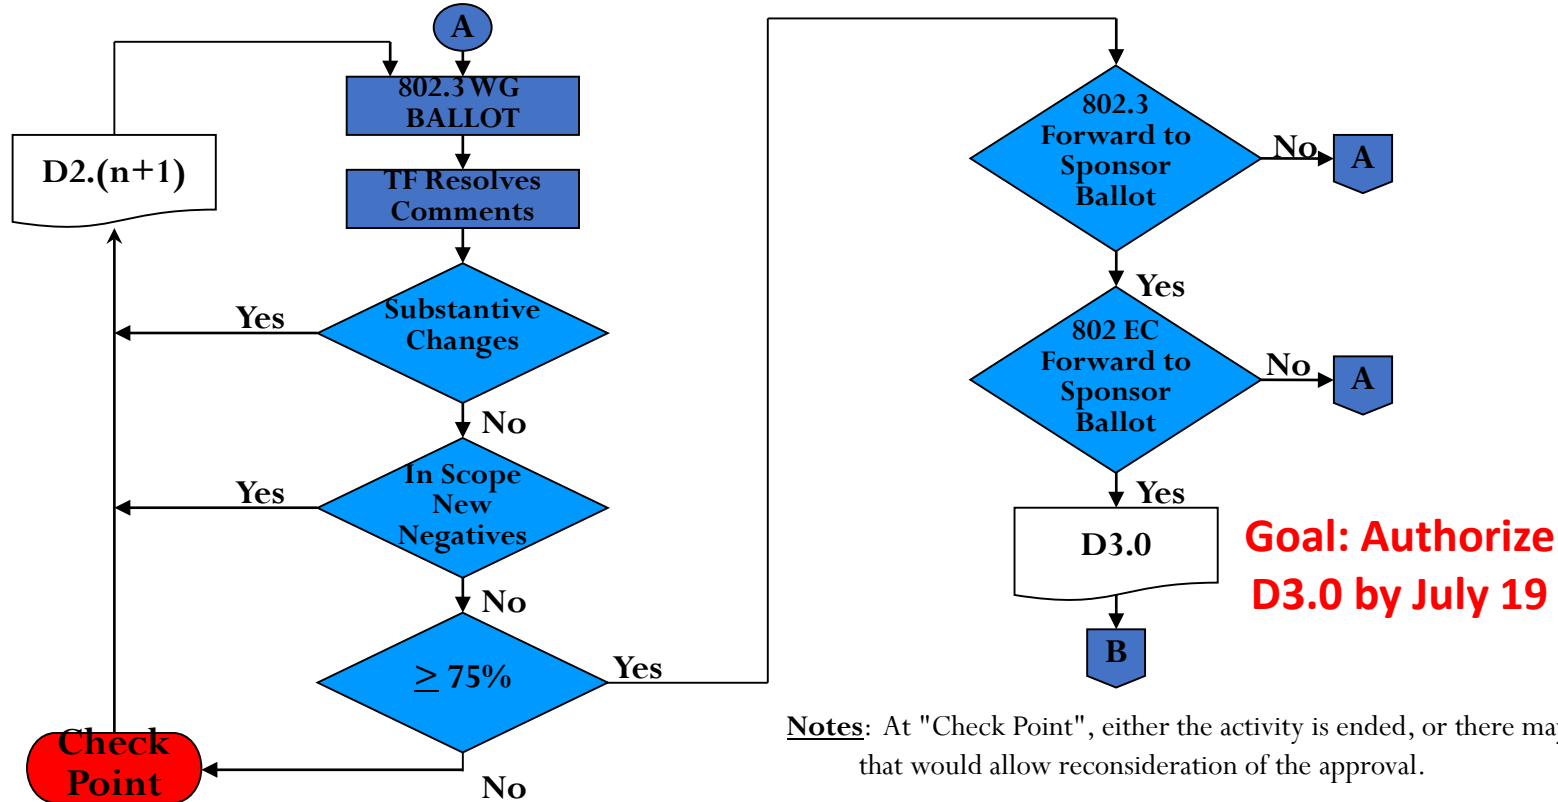 A
802.3 WG
BALLOT
D2.(n+1)
TF Resolves
Comments
Substantive
Changes
Yes
No
In Scope
New
Negatives
Yes
No
≥ 75%
Yes
No
Check
Point
802.3
Forward to
Sponsor
Ballot
No
A
Yes
802 EC
Forward to
Sponsor
Ballot
No
A
Yes
D3.0
Goal: Authorize
D3.0 by July 19
B
Notes: At "Check Point", either the activity is ended, or there may
that would allow reconsideration of the approval.